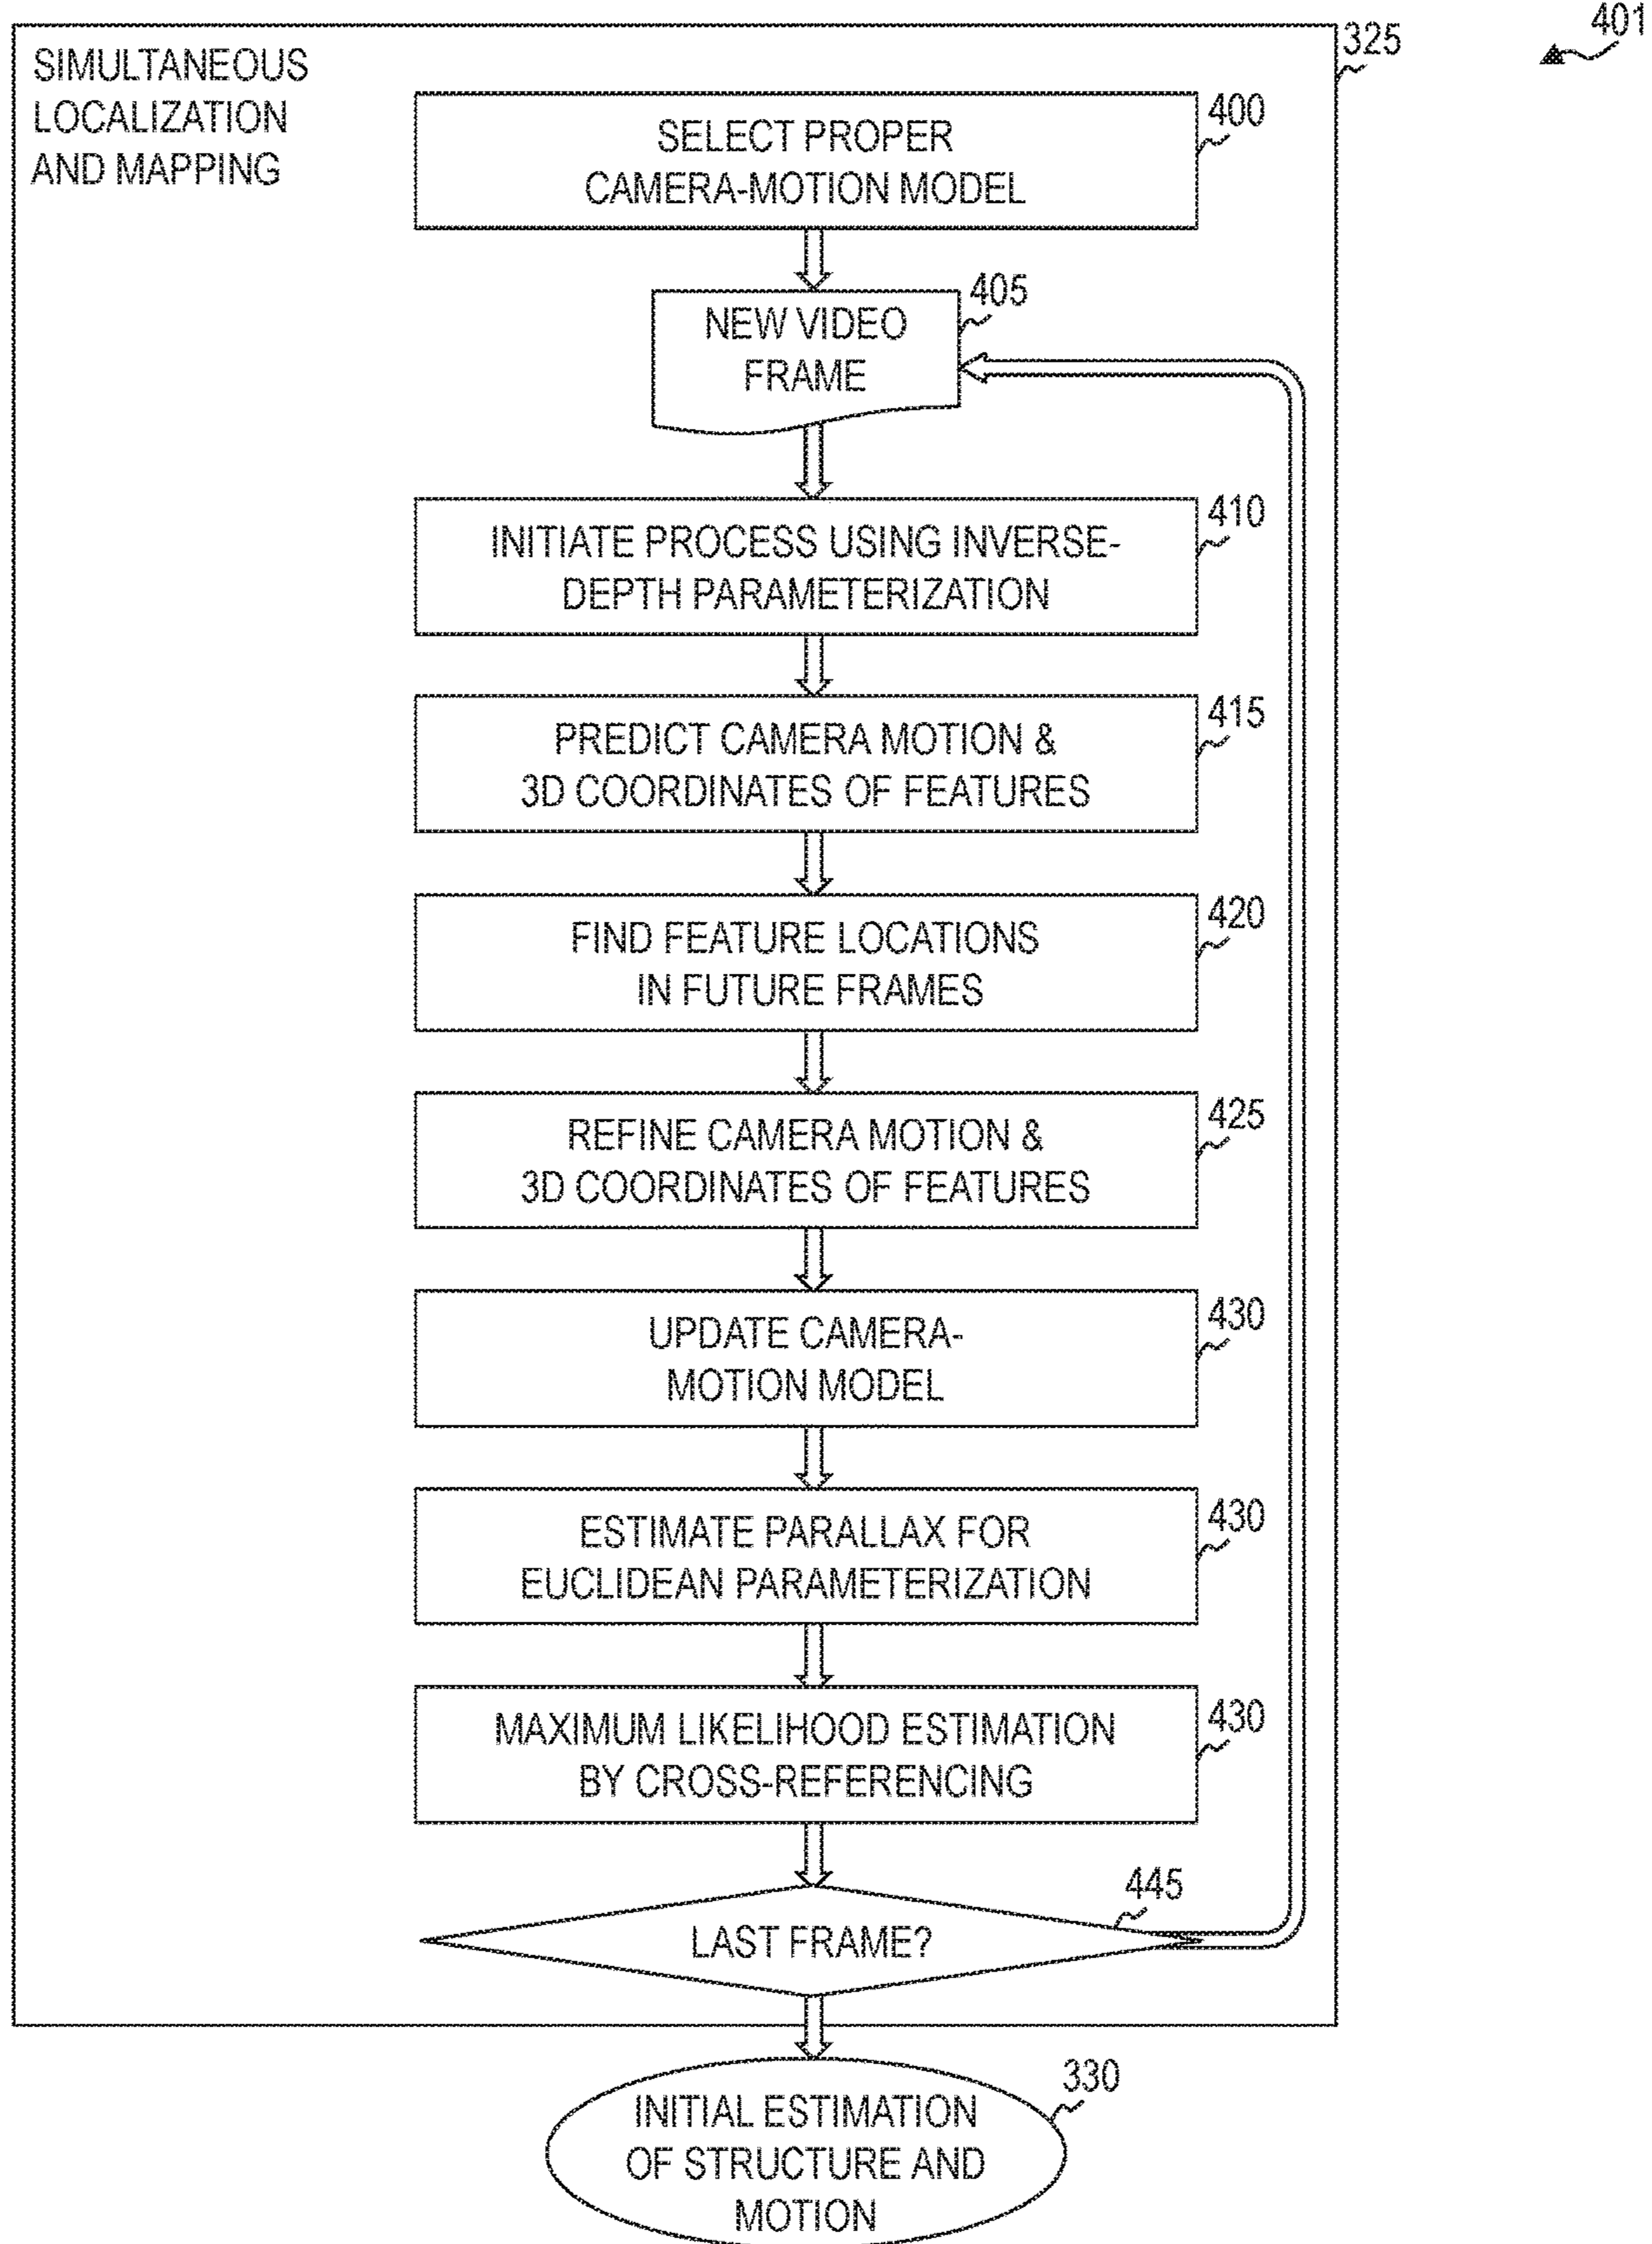 401
325
SIMULTANEOUS
LOCALIZATION
AND MAPPING
400
SELECT PROPER
CAMERA-MOTION MODEL
405
NEW VIDEO
FRAME
410
INITIATE PROCESS USING INVERSE-
DEPTH PARAMETERIZATION
415
PREDICT CAMERA MOTION &
3D COORDINATES OF FEATURES
420
FIND FEATURE LOCATIONS
IN FUTURE FRAMES
425
REFINE CAMERA MOTION &
3D COORDINATES OF FEATURES
430
UPDATE CAMERA-
MOTION MODEL
430
ESTIMATE PARALLAX FOR
EUCLIDEAN PARAMETERIZATION
430
MAXIMUM LIKELIHOOD ESTIMATION
BY CROSS-REFERENCING
445
LAST FRAME?
330
INITIAL ESTIMATION
OF STRUCTURE AND
MOTION